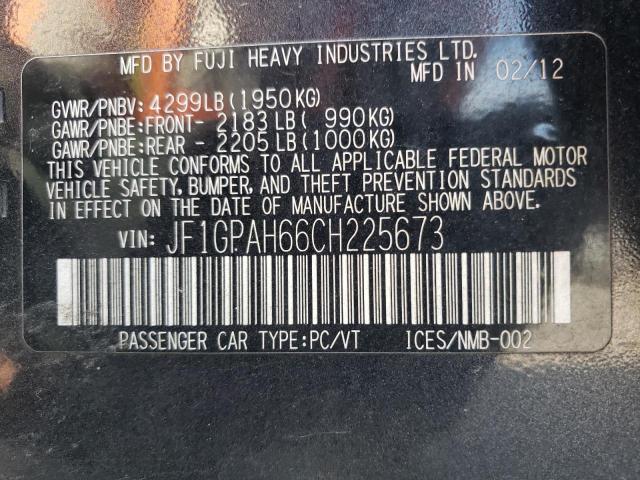 MFD BY FUJI HEAVY INDUSTRIES LTD.
MFD IN 02/12
GVWR/PNBV: 4299LB (1950KG)
GAWR/PNBE: FRONT- 2183 LB ( 990KG)
GAWR/PNBE: REAR - 2205 LB (1000KG)
THIS VEHICLE CONFORMS TO ALL APPLICABLE FEDERAL MOTOR
VEHICLE SAFETY, BUMPER, AND THEFT PREVENTION STANDARDS
IN EFFECT ON THE DATE OF MANUFACTURE SHOWN ABOVE.
VIN: JF1GPAH66CH225673
PASSENGER CAR TYPE:PC/VT ICES/NMB-002